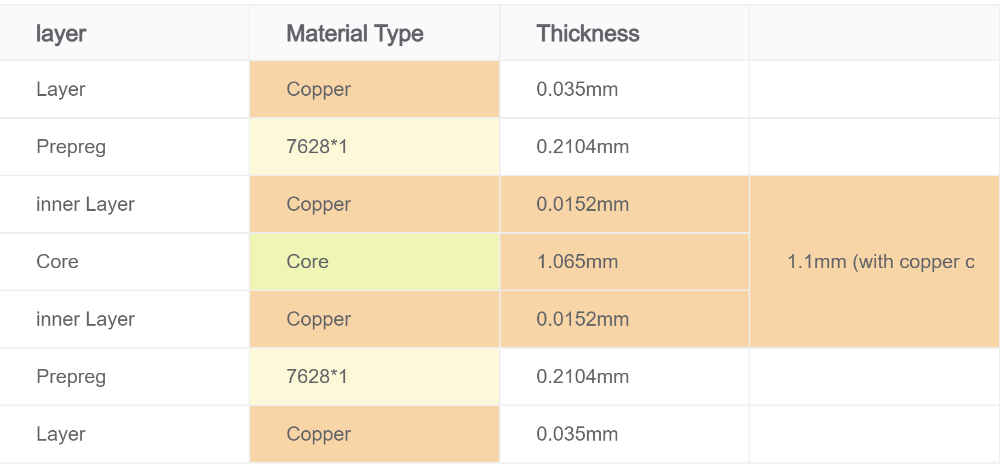 layer Material Type Thickness
Layer Copper 0.035mm
Prepreg 7628*1 0.2104mm
inner Layer Copper 0.0152mm
Core Core 1.065mm 1.1mm (with copper c
inner Layer Copper 0.0152mm
Prepreg 7628*1 0.2104mm
Layer Copper 0.035mm